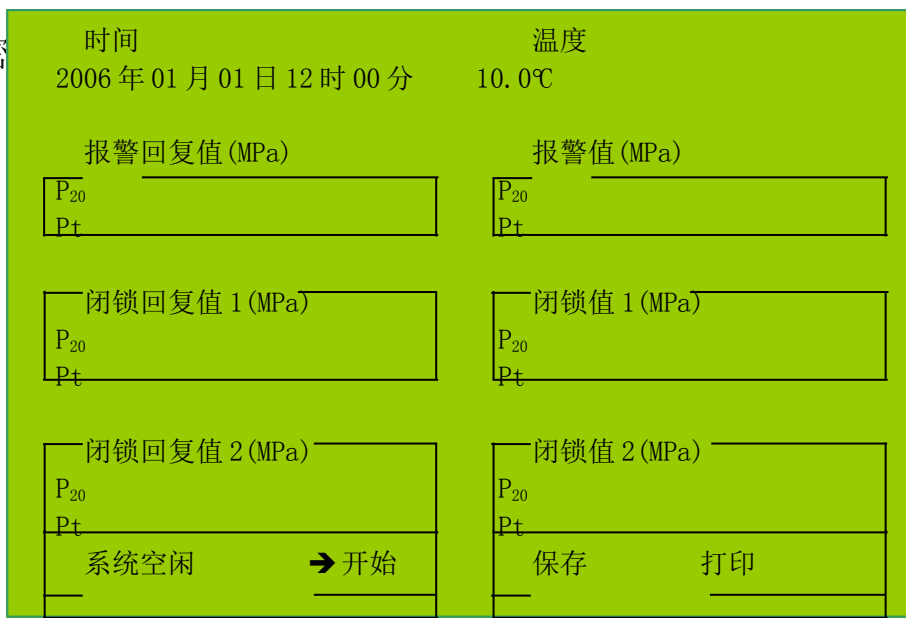 时间 温度
2006年01月01日12时00分 10.0℃
报警回复值(MPa) 报警值(MPa)
P₂₀ P₂₀
Pt Pt
闭锁回复值1(MPa) 闭锁值1(MPa)
P₂₀ P₂₀
Pt Pt
闭锁回复值2(MPa) 闭锁值2(MPa)
P₂₀ P₂₀
Pt Pt
系统空闲 ➔开始 保存 打印